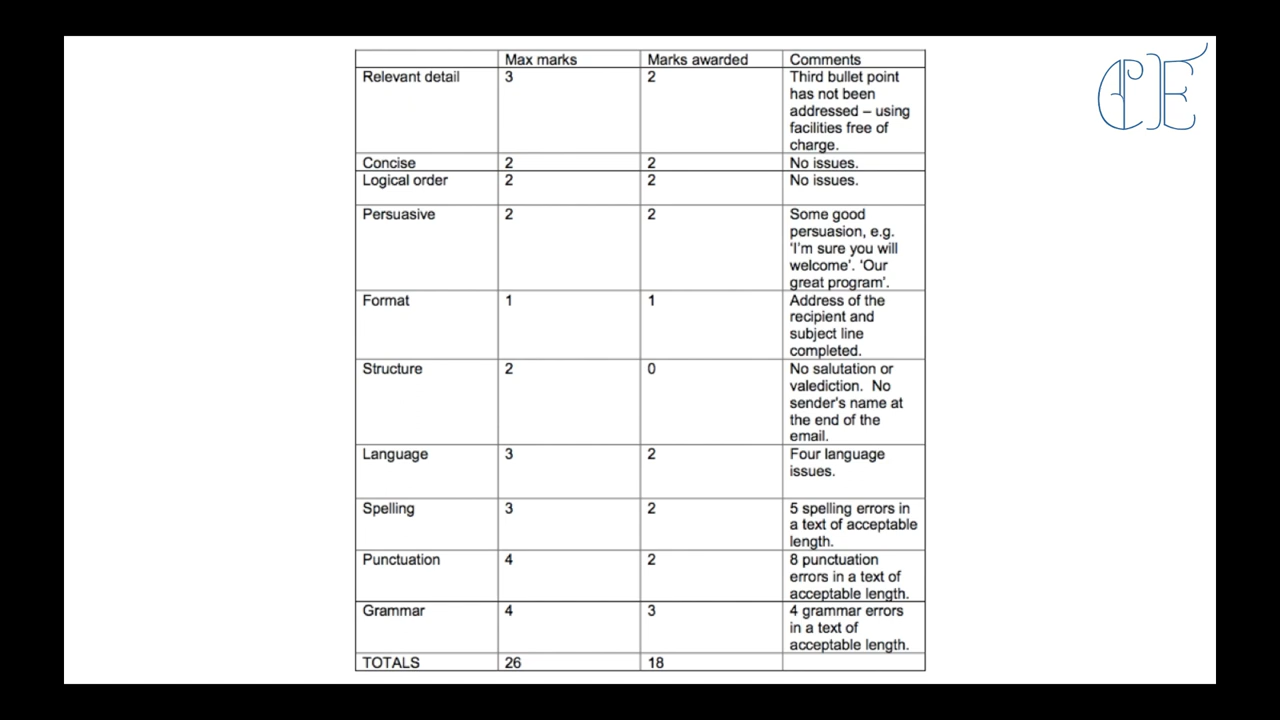 Max marks Marks awarded Comments
Relevant detail 3 2 Third bullet point
has not been
addressed – using
facilities free of
charge.
Concise 2 2 No issues.
Logical order 2 2 No issues.
Persuasive 2 2 Some good
persuasion, e.g.
'I'm sure you will
welcome'. 'Our
great program'.
Format 1 1 Address of the
recipient and
subject line
completed.
Structure 2 0 No salutation or
valediction. No
sender's name at
the end of the
email.
Language 3 2 Four language
issues.
Spelling 3 2 5 spelling errors in
a text of acceptable
length.
Punctuation 4 2 8 punctuation
errors in a text of
acceptable length.
Grammar 4 3 4 grammar errors
in a text of
acceptable length.
TOTALS 26 18
CE